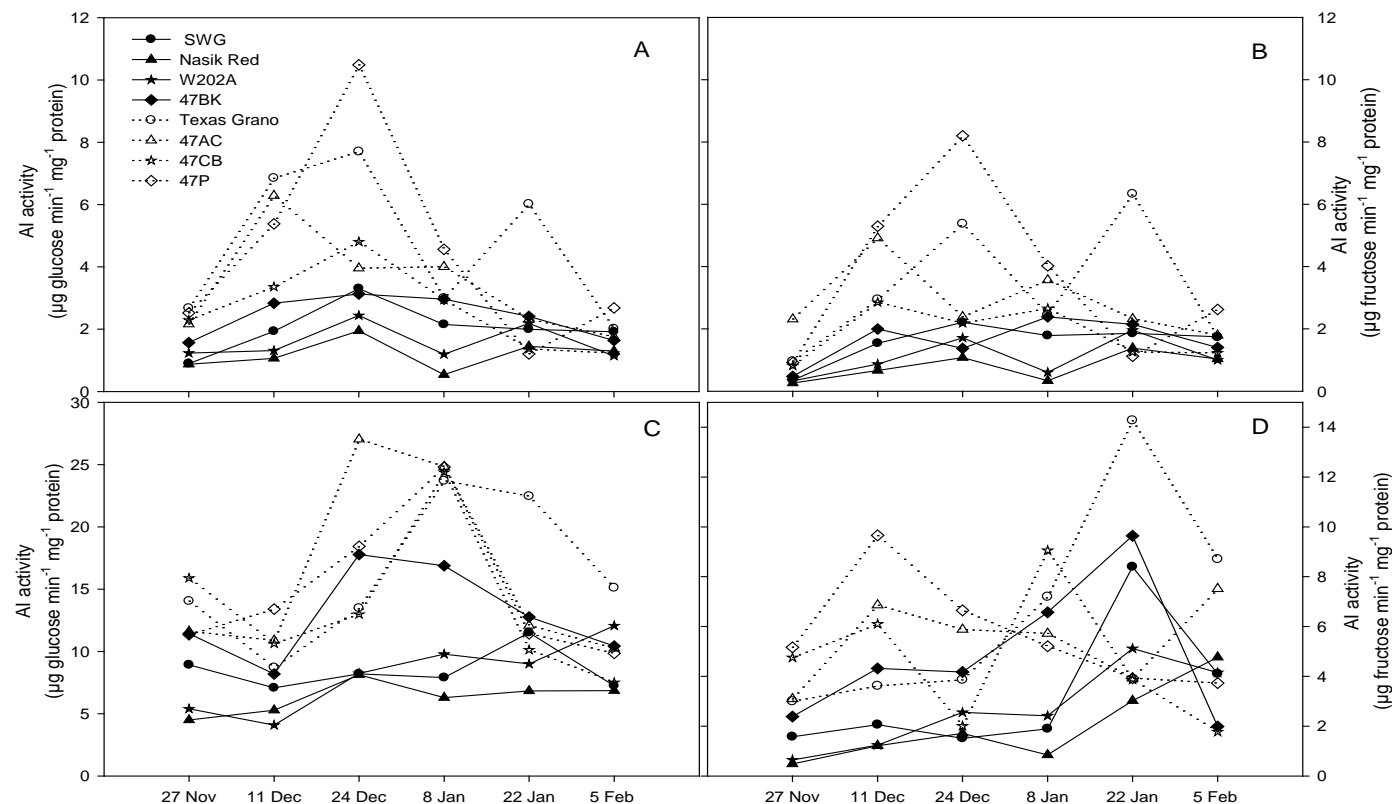 12
10
8
6
4
2
0
AI activity
(µg glucose min⁻¹ mg⁻¹ protein)
SWG
Nasik Red
W202A
47BK
Texas Grano
47AC
47CB
47P
A
B
12
10
8
6
4
2
0
AI activity
(µg fructose min⁻¹ mg⁻¹ protein)
30
25
20
15
10
5
0
AI activity
(µg glucose min⁻¹ mg⁻¹ protein)
C
D
14
12
10
8
6
4
2
0
AI activity
(µg fructose min⁻¹ mg⁻¹ protein)
27 Nov 11 Dec 24 Dec 8 Jan 22 Jan 5 Feb
27 Nov 11 Dec 24 Dec 8 Jan 22 Jan 5 Feb